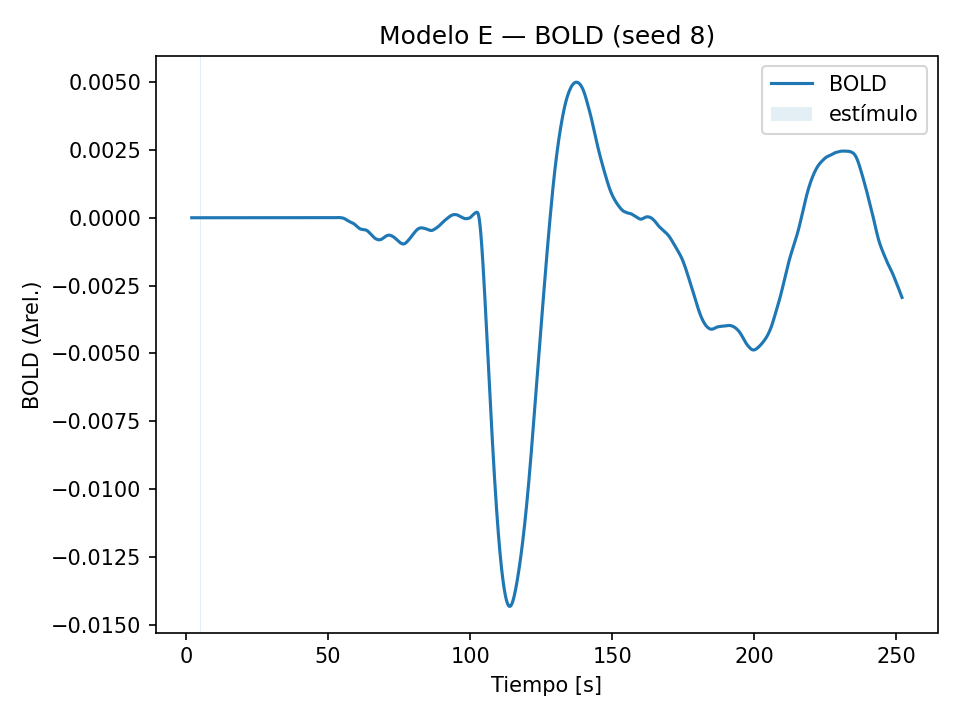 Modelo E — BOLD (seed 8)
BOLD
estímulo
0.0050
0.0025
0.0000
−0.0025
−0.0050
−0.0075
−0.0100
−0.0125
−0.0150
BOLD (Δrel.)
0 50 100 150 200 250
Tiempo [s]